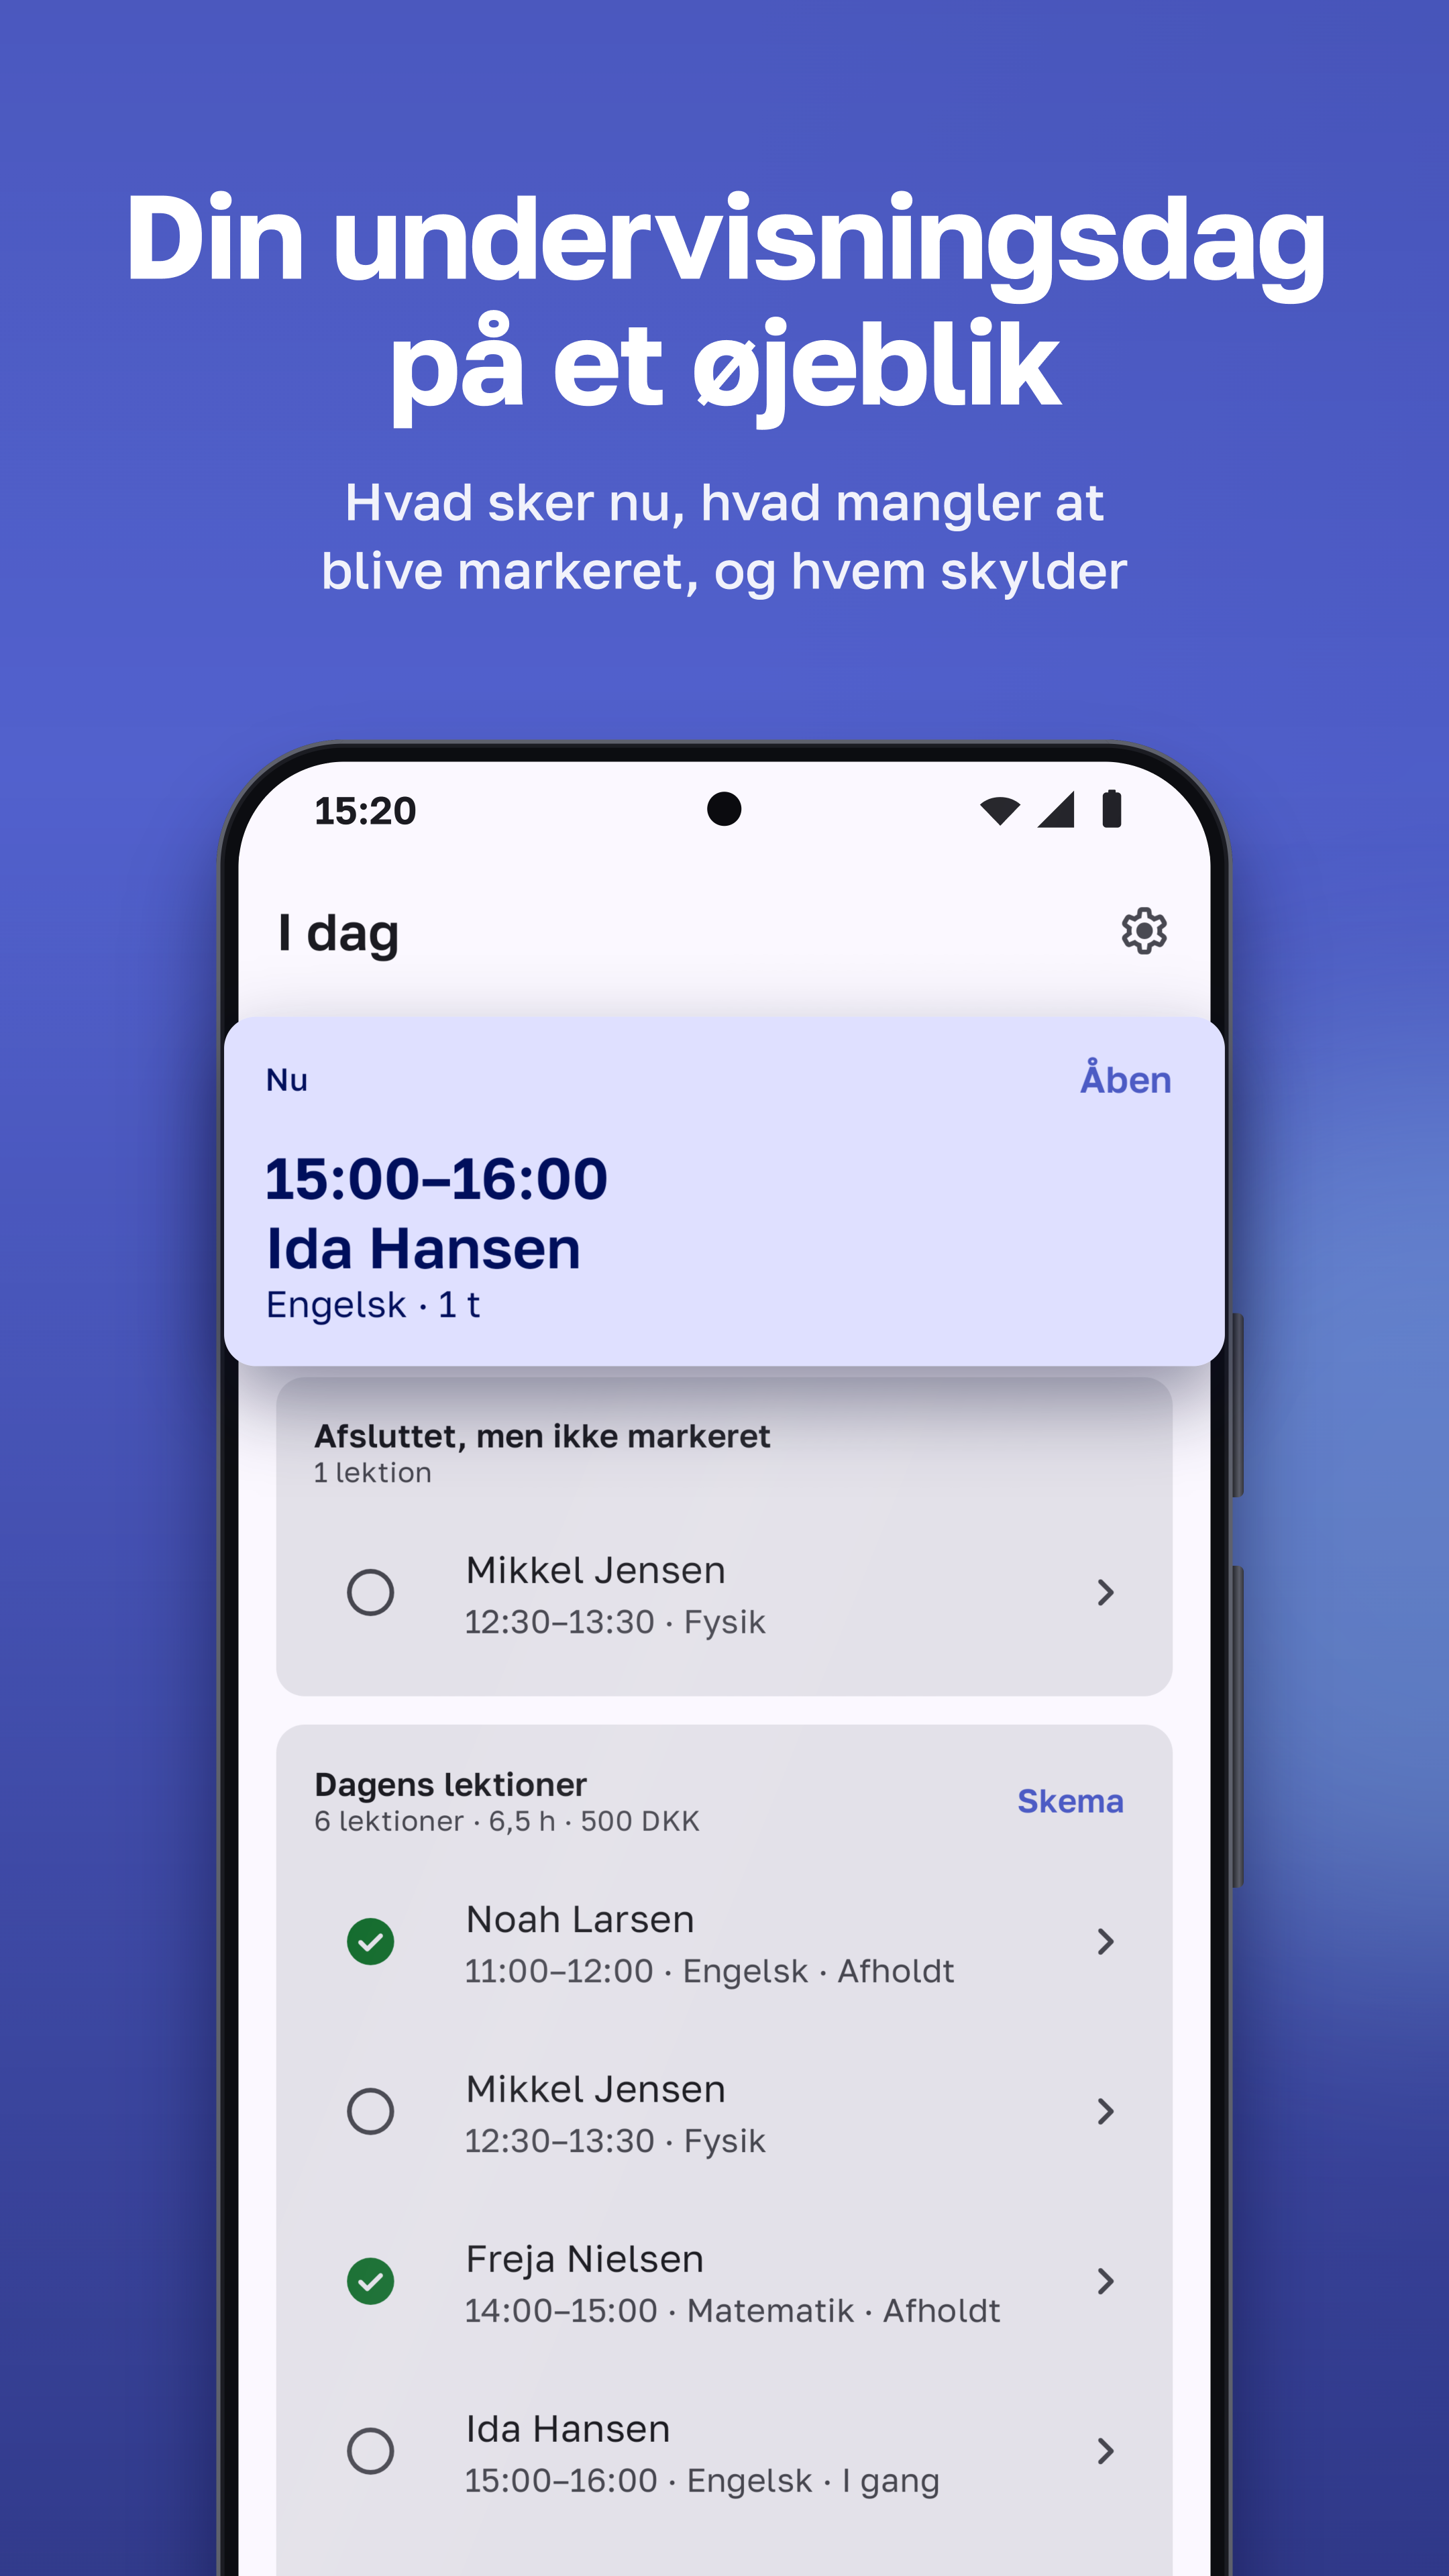 Din undervisningsdag
på et øjeblik
Hvad sker nu, hvad mangler at
blive markeret, og hvem skylder
15:20
I dag
Nu
Åben
15:00–16:00
Ida Hansen
Engelsk · 1 t
Afsluttet, men ikke markeret
1 lektion
Mikkel Jensen
12:30–13:30 · Fysik
Dagens lektioner
6 lektioner · 6,5 h · 500 DKK
Skema
Noah Larsen
11:00–12:00 · Engelsk · Afholdt
Mikkel Jensen
12:30–13:30 · Fysik
Freja Nielsen
14:00–15:00 · Matematik · Afholdt
Ida Hansen
15:00–16:00 · Engelsk · I gang